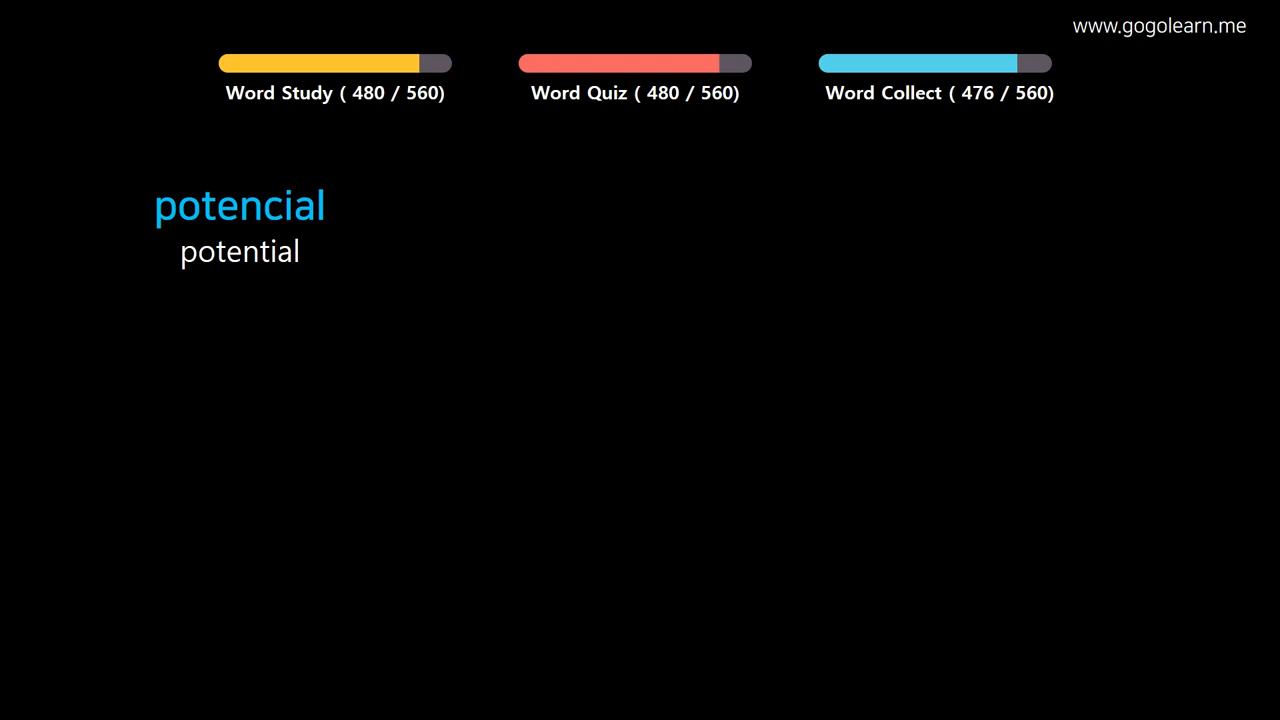 www.gogolearn.me
Word Study ( 480 / 560)
Word Quiz ( 480 / 560)
Word Collect ( 476 / 560)
potencial
potential